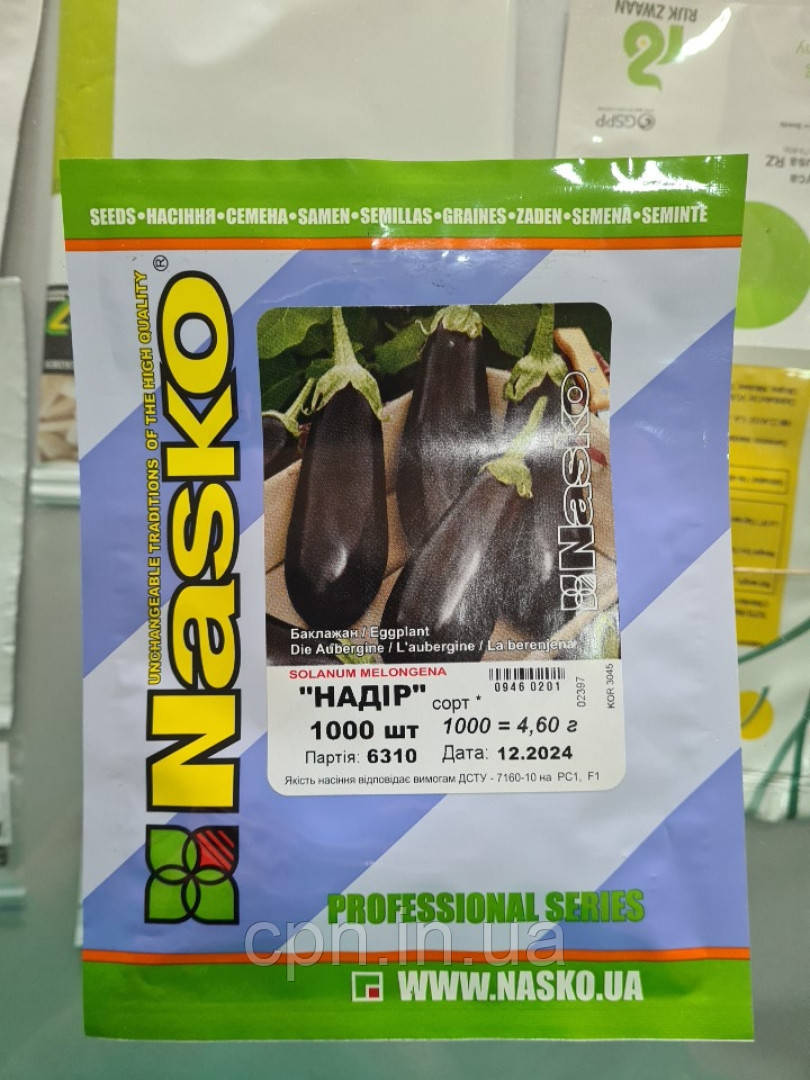 RIJK ZWAAN
GSPP
usa RZ
SEEDS•НАСІННЯ•СЕМЕНА•SAMEN•SEMILLAS•GRAINES•ZADEN•SEMENA•SEMINTE
UNCHANGEABLE TRADITIONS OF THE HIGH QUALITY
Nasko®
Nasko
Баклажан / Eggplant
Die Aubergine / L'aubergine / La berenjena
SOLANUM MELONGENA
0946 0201
02397
KOR 3045
"НАДІР" сорт *
1000 шт 1000 = 4,60 г
Партія: 6310 Дата: 12.2024
Якість насіння відповідає вимогам ДСТУ - 7160-10 на РС1, F1
PROFESSIONAL SERIES
cpn.in.ua
WWW.NASKO.UA